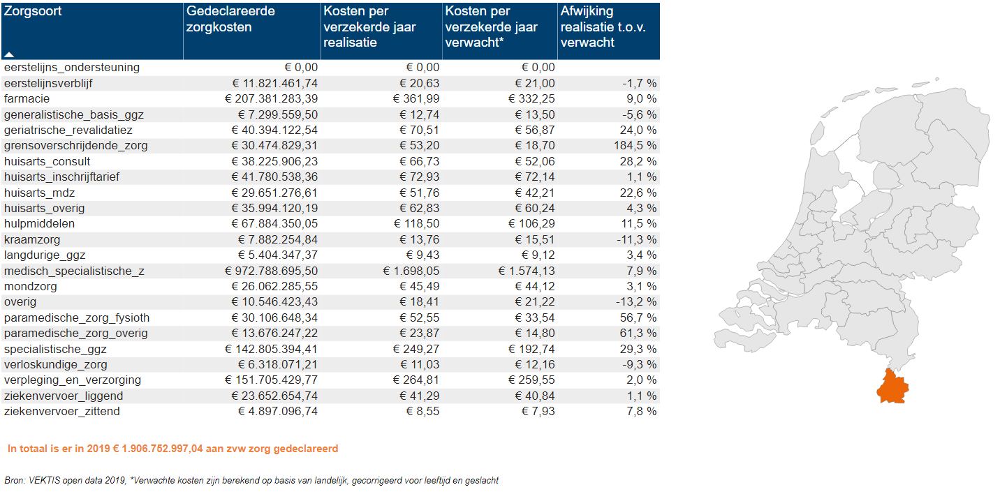 Zorgsoort Gedeclareerde zorgkosten Kosten per verzekerde jaar realisatie Kosten per verzekerde jaar verwacht* Afwijking realisatie t.o.v. verwacht
eerstelijns_ondersteuning € 0,00 € 0,00 € 0,00
eerstelijnsverblijf € 11.821.461,74 € 20,63 € 21,00 -1,7 %
farmacie € 207.381.283,39 € 361,99 € 332,25 9,0 %
generalistische_basis_ggz € 7.299.559,50 € 12,74 € 13,50 -5,6 %
geriatrische_revalidatiez € 40.394.122,54 € 70,51 € 56,87 24,0 %
grensoverschrijdende_zorg € 30.474.829,31 € 53,20 € 18,70 184,5 %
huisarts_consult € 38.225.906,23 € 66,73 € 52,06 28,2 %
huisarts_inschrijftarief € 41.780.538,36 € 72,93 € 72,14 1,1 %
huisarts_mdz € 29.651.276,61 € 51,76 € 42,21 22,6 %
huisarts_overig € 35.994.120,19 € 62,83 € 60,24 4,3 %
hulpmiddelen € 67.884.350,05 € 118,50 € 106,29 11,5 %
kraamzorg € 7.882.254,84 € 13,76 € 15,51 -11,3 %
langdurige_ggz € 5.404.347,37 € 9,43 € 9,12 3,4 %
medisch_specialistische_z € 972.788.695,50 € 1.698,05 € 1.574,13 7,9 %
mondzorg € 26.062.285,55 € 45,49 € 44,12 3,1 %
overig € 10.546.423,43 € 18,41 € 21,22 -13,2 %
paramedische_zorg_fysioth € 30.106.648,34 € 52,55 € 33,54 56,7 %
paramedische_zorg_overig € 13.676.247,22 € 23,87 € 14,80 61,3 %
specialistische_ggz € 142.805.394,41 € 249,27 € 192,74 29,3 %
verloskundige_zorg € 6.318.071,21 € 11,03 € 12,16 -9,3 %
verpleging_en_verzorging € 151.705.429,77 € 264,81 € 259,55 2,0 %
ziekenvervoer_liggend € 23.652.654,74 € 41,29 € 40,84 1,1 %
ziekenvervoer_zittend € 4.897.096,74 € 8,55 € 7,93 7,8 %
In totaal is er in 2019 € 1.906.752.997,04 aan zvw zorg gedeclareerd
Bron: VEKTIS open data 2019, *Verwachte kosten zijn berekend op basis van landelijk, gecorrigeerd voor leeftijd en geslacht